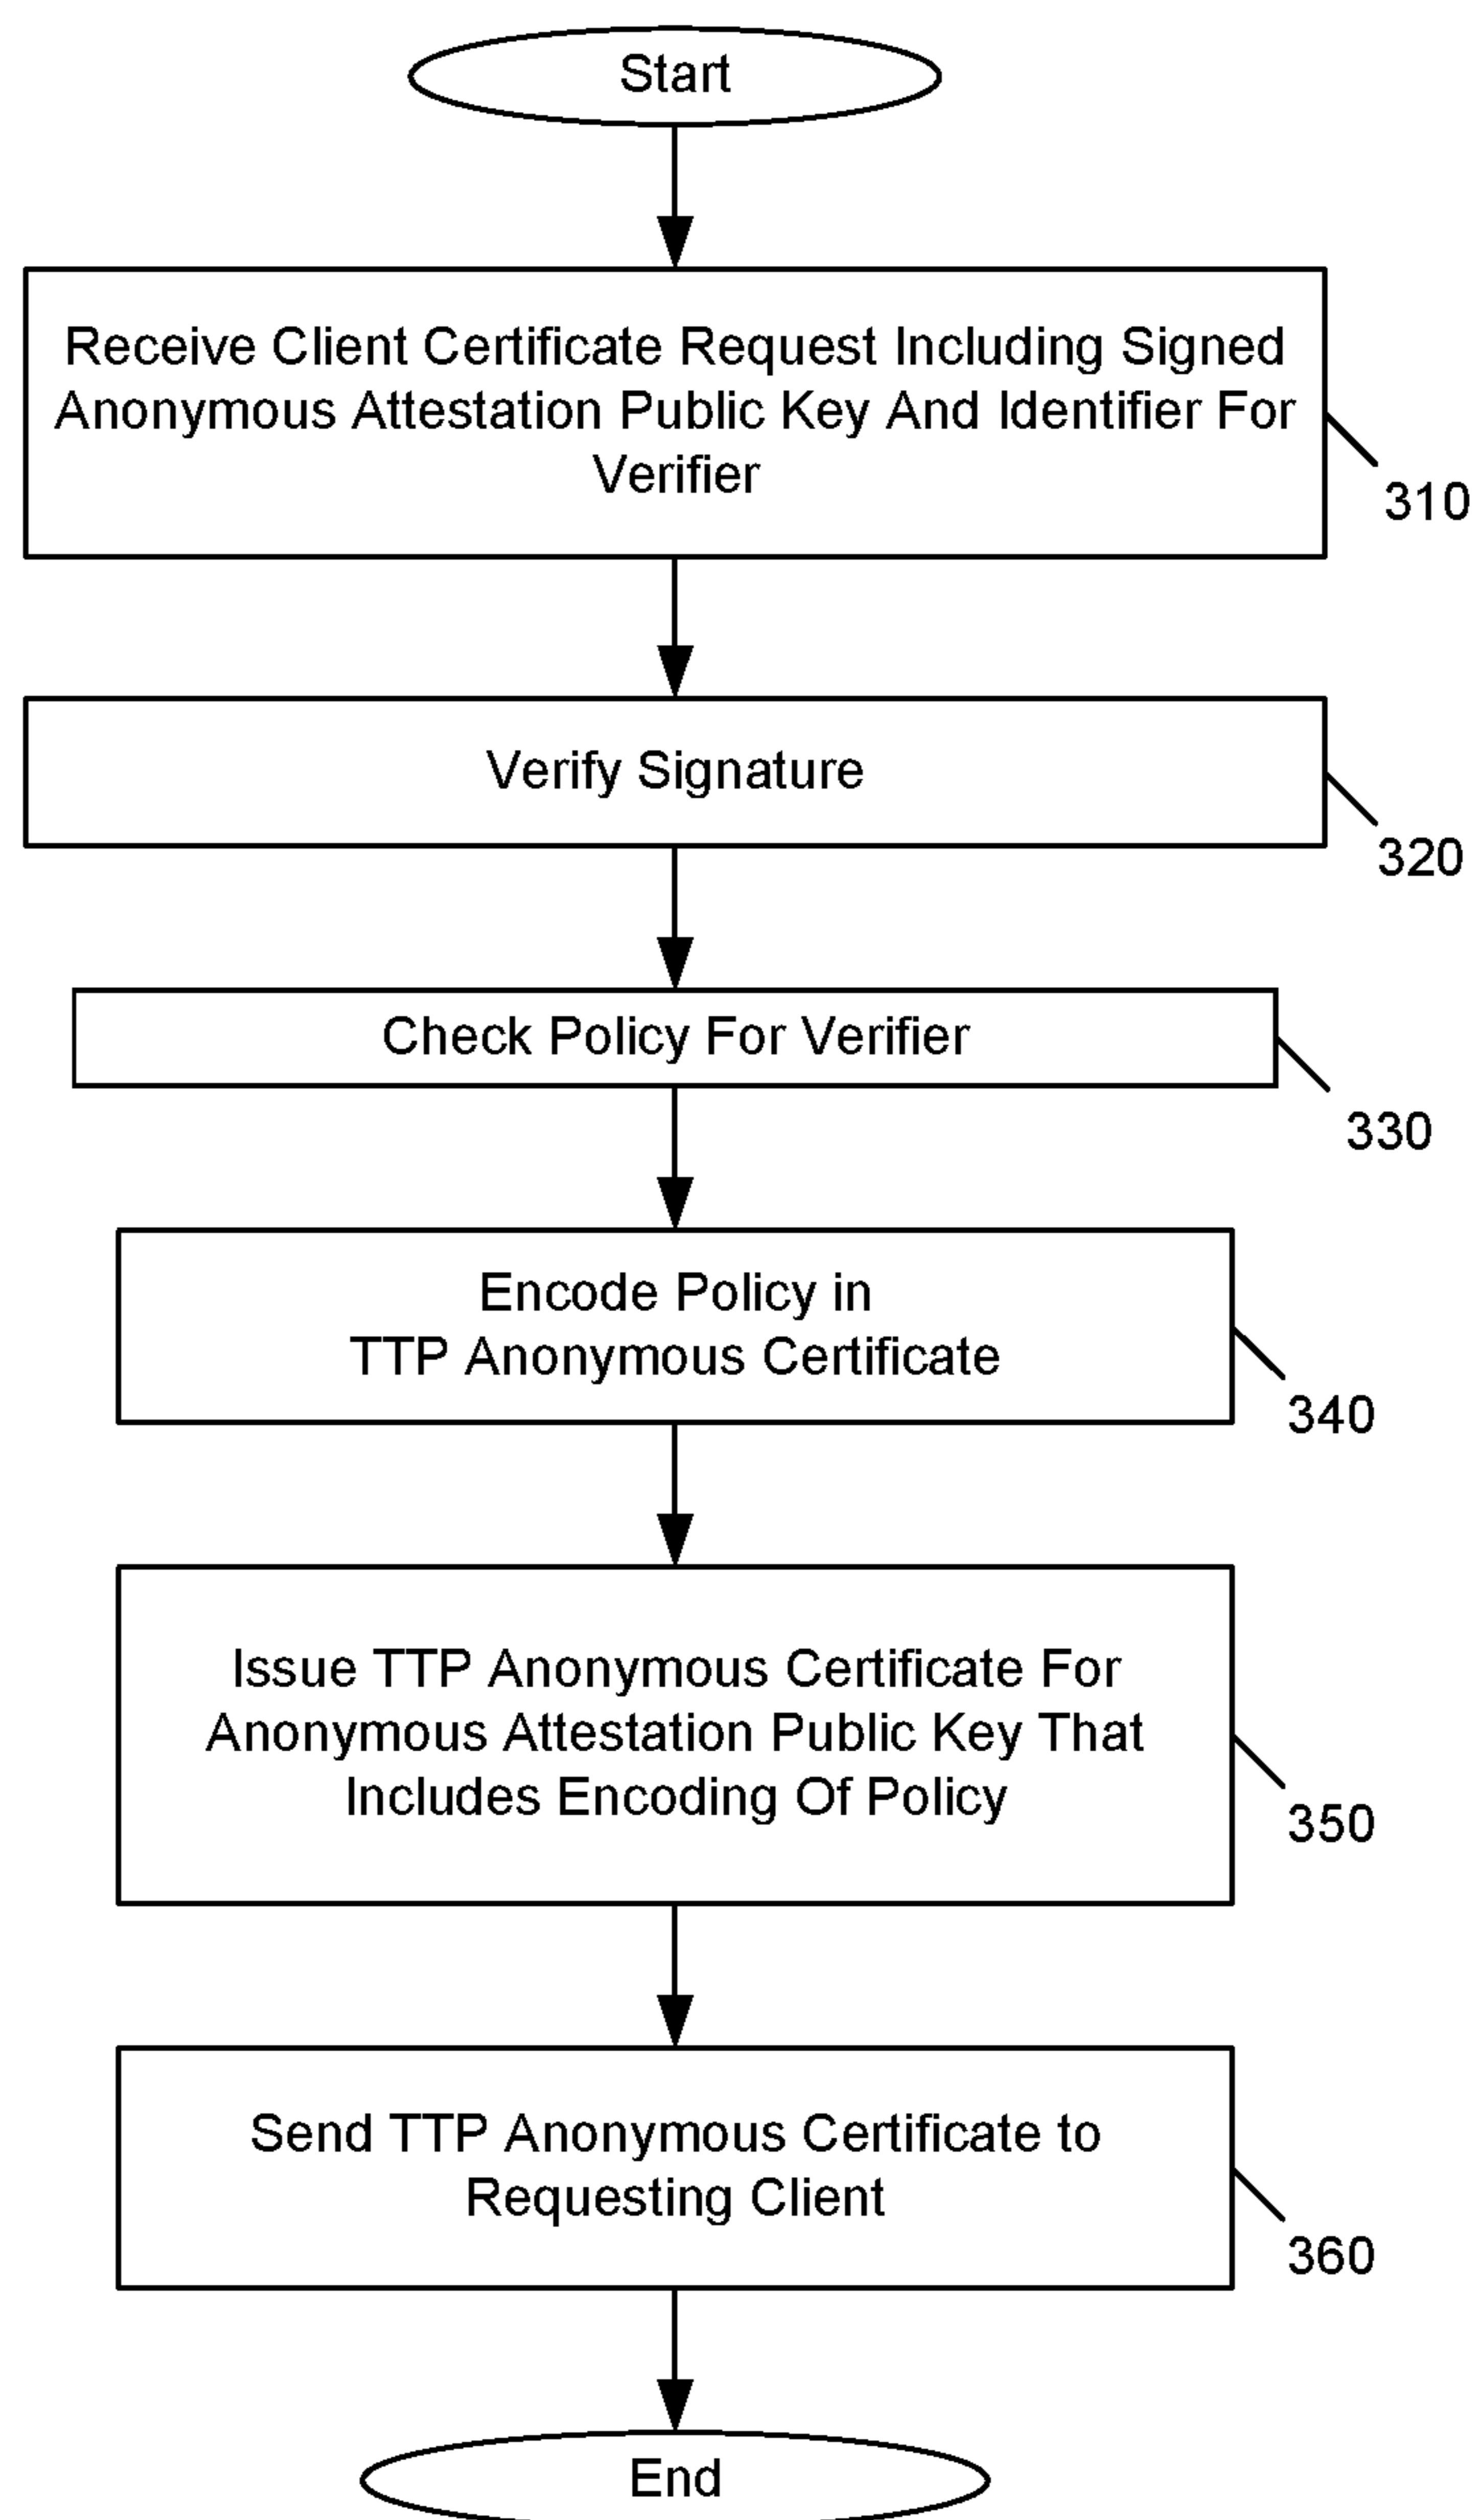 Start
Receive Client Certificate Request Including Signed
Anonymous Attestation Public Key And Identifier For
Verifier
310
Verify Signature
320
Check Policy For Verifier
330
Encode Policy in
TTP Anonymous Certificate
340
Issue TTP Anonymous Certificate For
Anonymous Attestation Public Key That
Includes Encoding Of Policy
350
Send TTP Anonymous Certificate to
Requesting Client
360
End